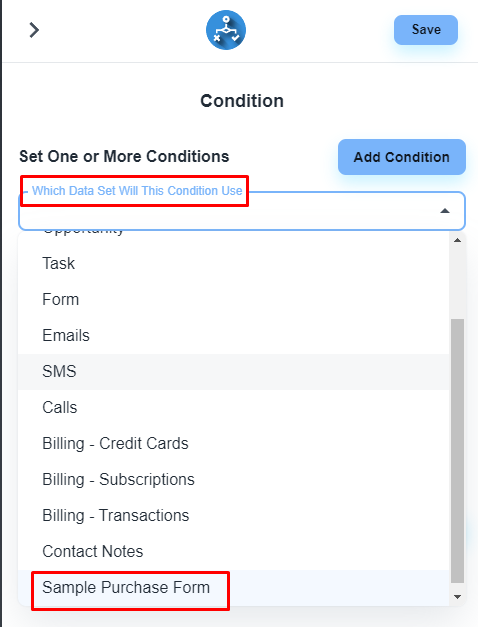 Save
Condition
Set One or More Conditions
Add Condition
Which Data Set Will This Condition Use
Opportunity
Task
Form
Emails
SMS
Calls
Billing - Credit Cards
Billing - Subscriptions
Billing - Transactions
Contact Notes
Sample Purchase Form